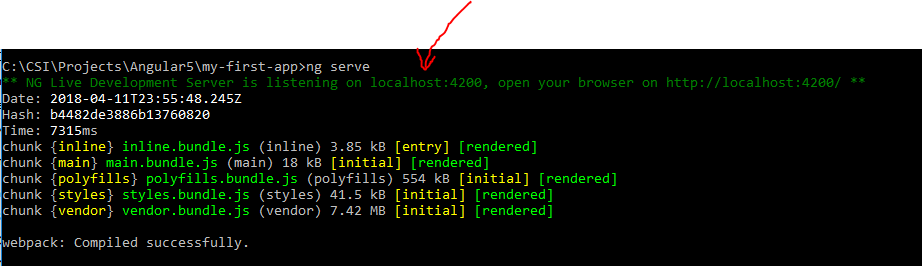 C:\CSI\Projects\Angular5\my-first-app>ng serve
** NG Live Development Server is listening on localhost:4200, open your browser on http://localhost:4200/ **
Date: 2018-04-11T23:55:48.245Z
Hash: b4482de3886b13760820
Time: 7315ms
chunk {inline} inline.bundle.js (inline) 3.85 kB [entry] [rendered]
chunk {main} main.bundle.js (main) 18 kB [initial] [rendered]
chunk {polyfills} polyfills.bundle.js (polyfills) 554 kB [initial] [rendered]
chunk {styles} styles.bundle.js (styles) 41.5 kB [initial] [rendered]
chunk {vendor} vendor.bundle.js (vendor) 7.42 MB [initial] [rendered]
webpack: Compiled successfully.